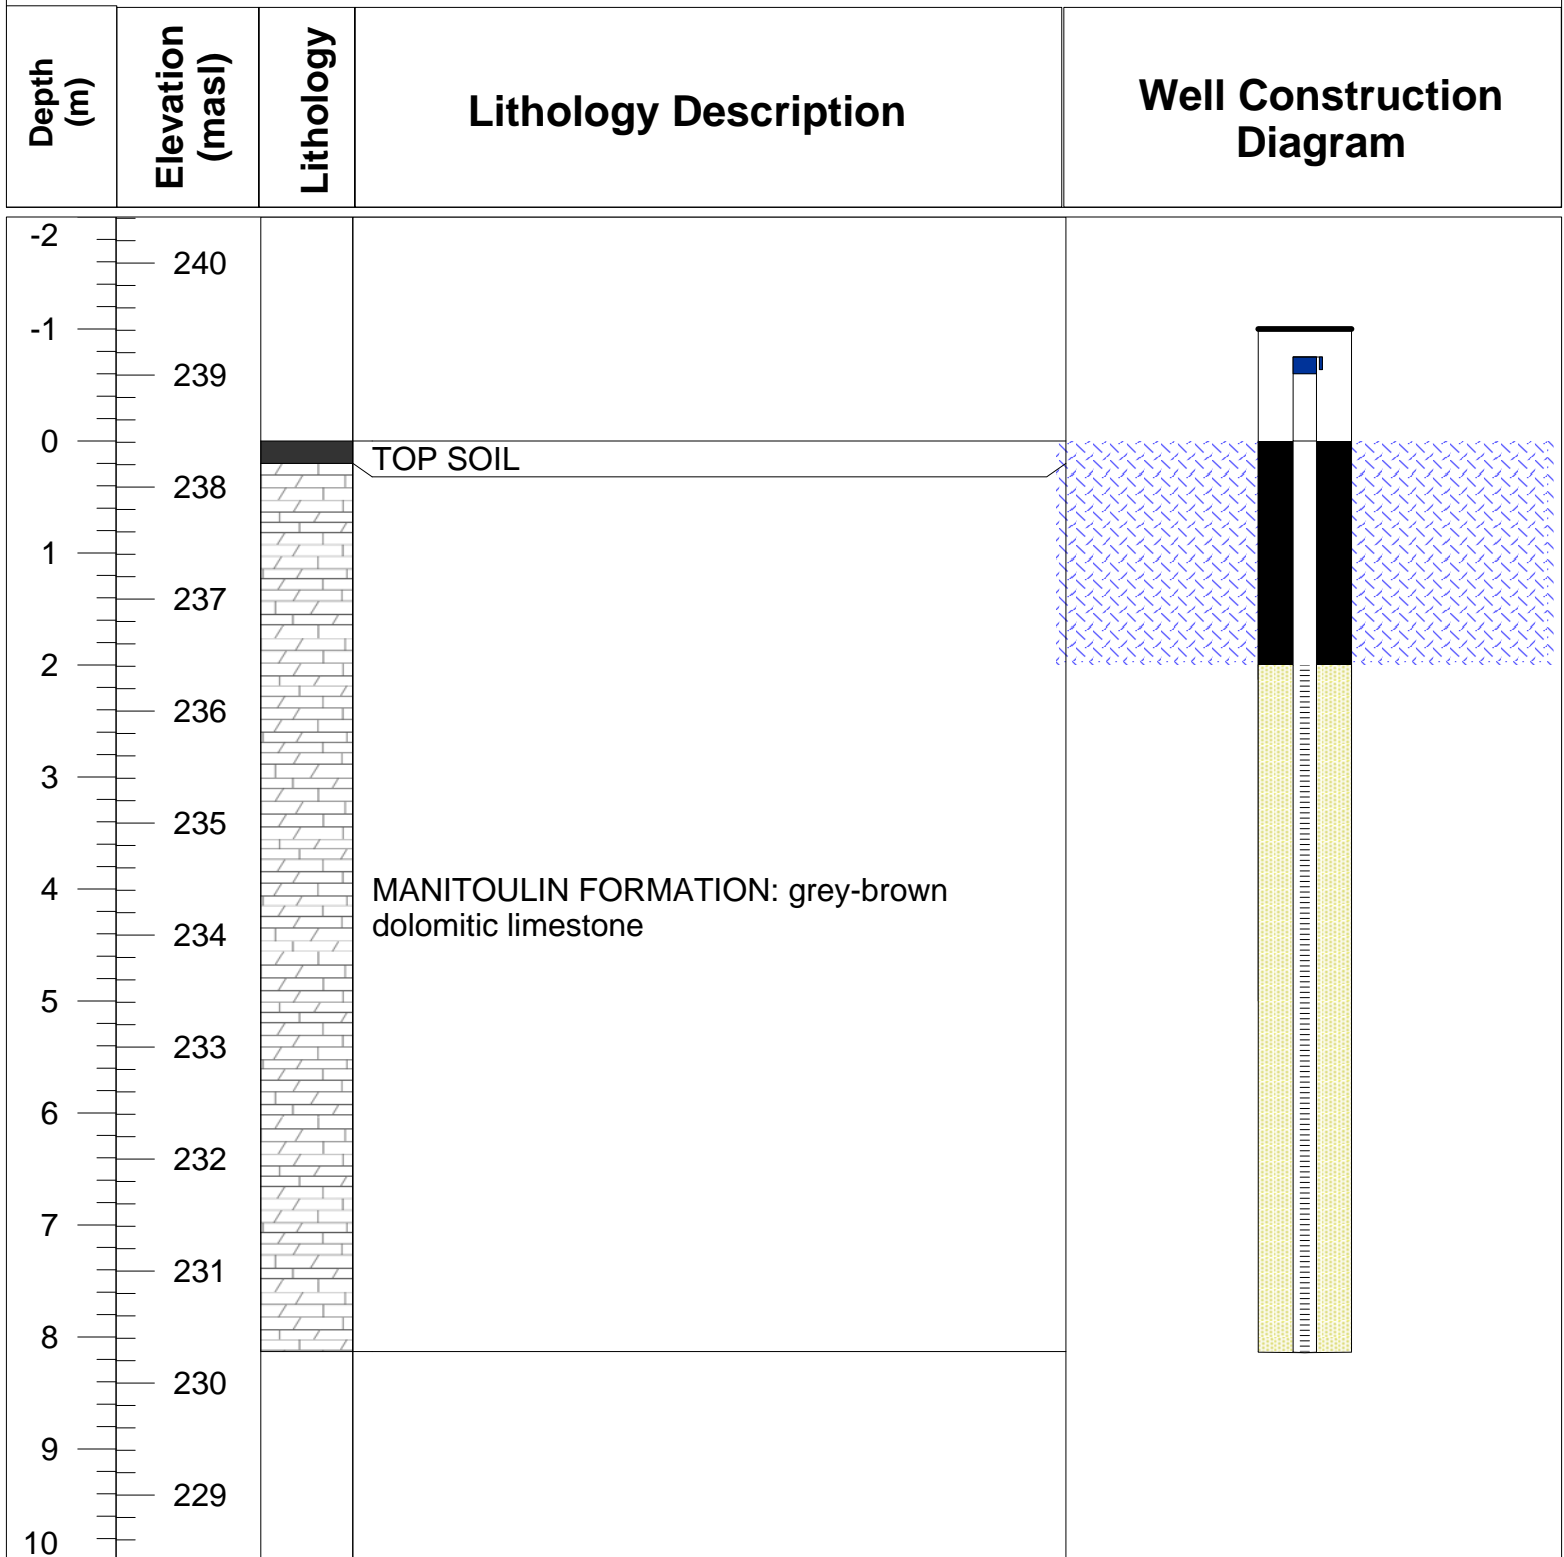 Depth
(m)
Elevation
(masl)
Lithology
Lithology Description
Well Construction
Diagram
-2
240
-1
239
0
TOP SOIL
238
1
237
2
236
3
235
4
MANITOULIN FORMATION: grey-brown
dolomitic limestone
234
5
233
6
232
7
231
8
230
9
229
10